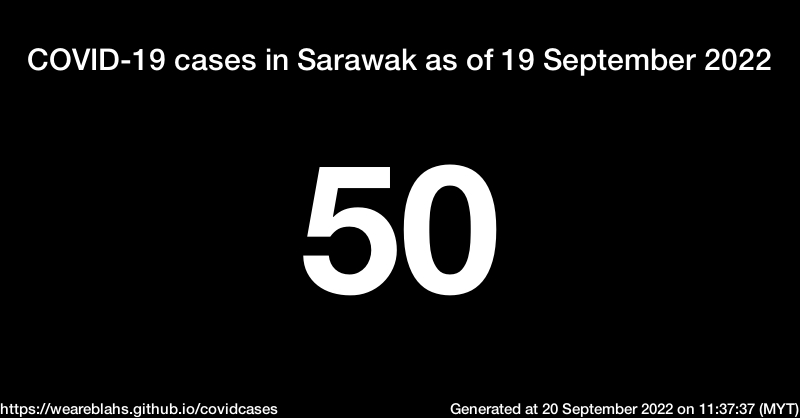 COVID-19 cases in Sarawak as of 19 September 2022
50
https://weareblahs.github.io/covidcases
Generated at 20 September 2022 on 11:37:37 (MYT)